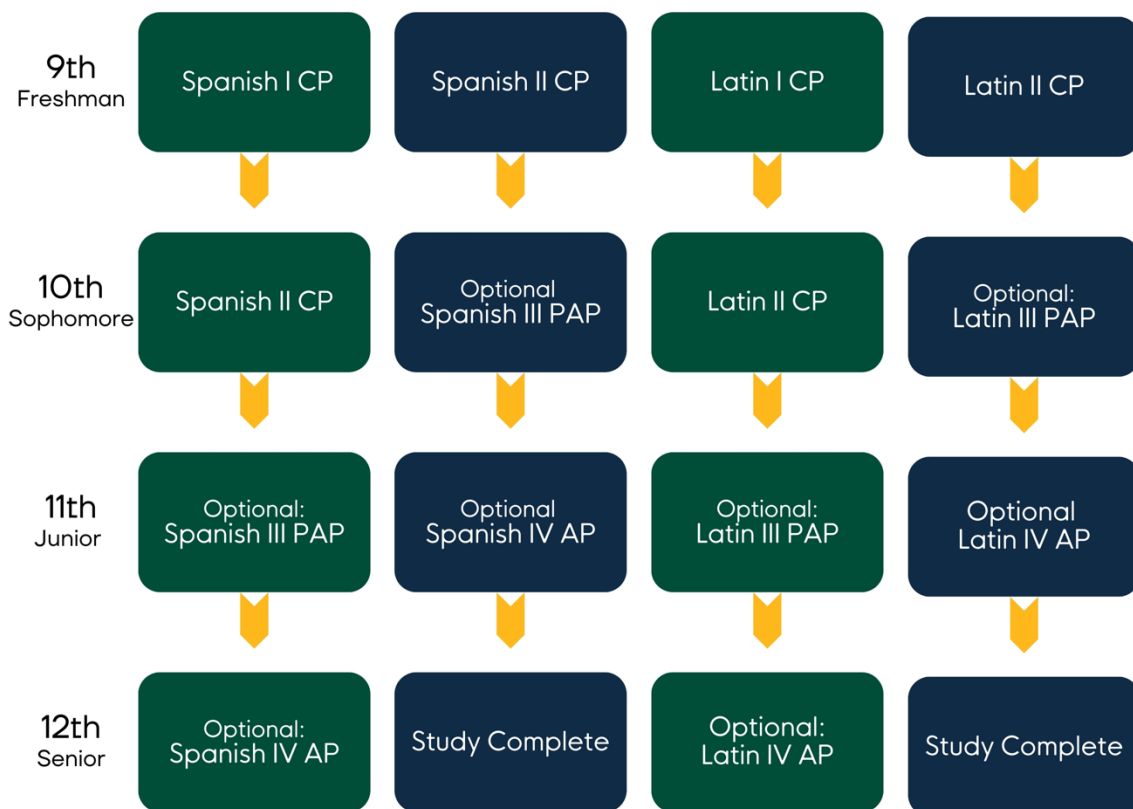 9th
Freshman
Spanish I CP
Spanish II CP
Latin I CP
Latin II CP
10th
Sophomore
Spanish II CP
Optional
Spanish III PAP
Latin II CP
Optional:
Latin III PAP
11th
Junior
Optional:
Spanish III PAP
Optional
Spanish IV AP
Optional:
Latin III PAP
Optional
Latin IV AP
12th
Senior
Optional:
Spanish IV AP
Study Complete
Optional:
Latin IV AP
Study Complete